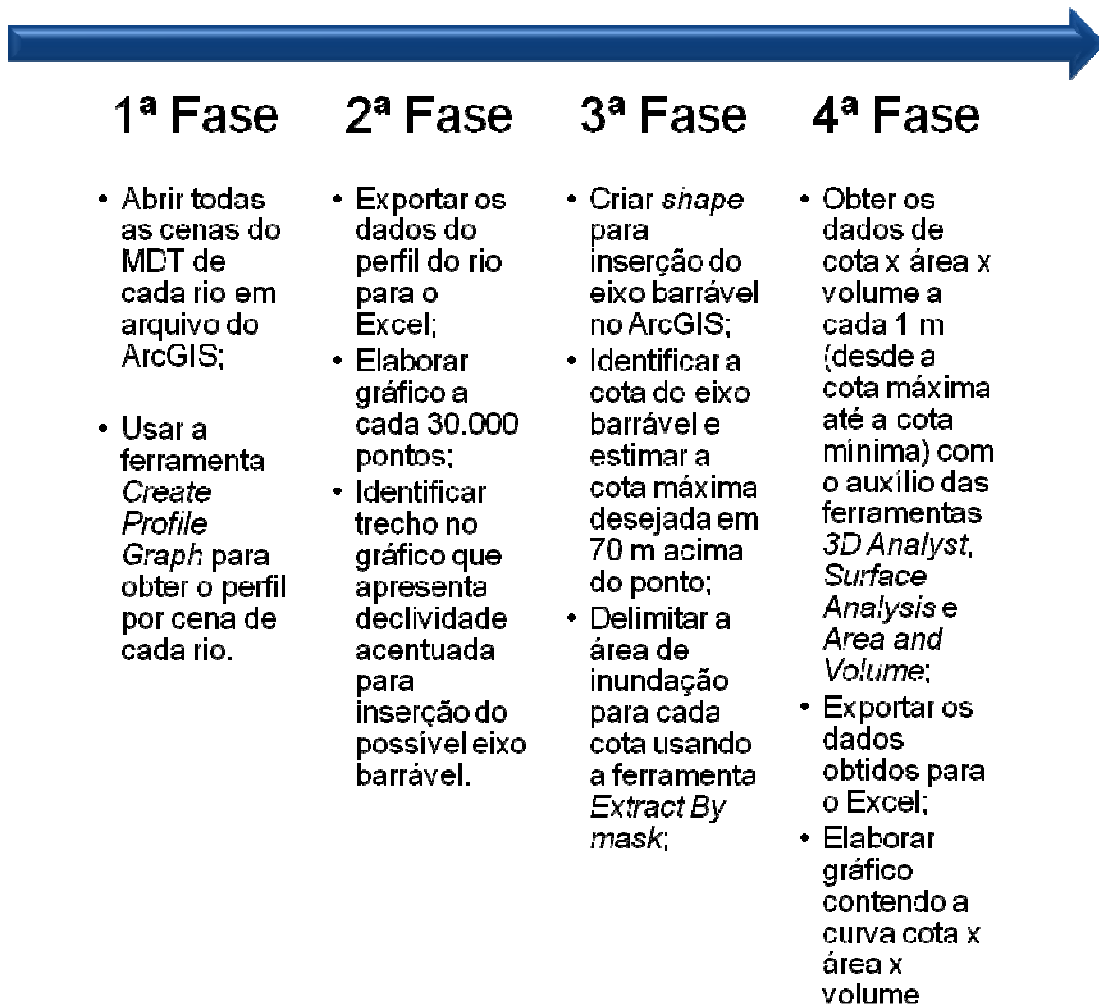 1ª Fase
• Abrir todas
as cenas do
MDT de
cada rio em
arquivo do
ArcGIS;
• Usar a
ferramenta
Create
Profile
Graph para
obter o perfil
por cena de
cada rio.
2ª Fase
• Exportar os
dados do
perfil do rio
para o
Excel;
• Elaborar
gráfico a
cada 30.000
pontos;
• Identificar
trecho no
gráfico que
apresenta
declividade
acentuada
para
inserção do
possível eixo
barrável.
3ª Fase
• Criar shape
para
inserção do
eixo barrável
no ArcGIS;
• Identificar a
cota do eixo
barrável e
estimar a
cota máxima
desejada em
70 m acima
do ponto;
• Delimitar a
área de
inundação
para cada
cota usando
a ferramenta
Extract By
mask;
4ª Fase
• Obter os
dados de
cota x área x
volume a
cada 1 m
(desde a
cota máxima
até a cota
mínima) com
o auxílio das
ferramentas
3D Analyst,
Surface
Analysis e
Area and
Volume;
• Exportar os
dados
obtidos para
o Excel;
• Elaborar
gráfico
contendo a
curva cota x
área x
volume